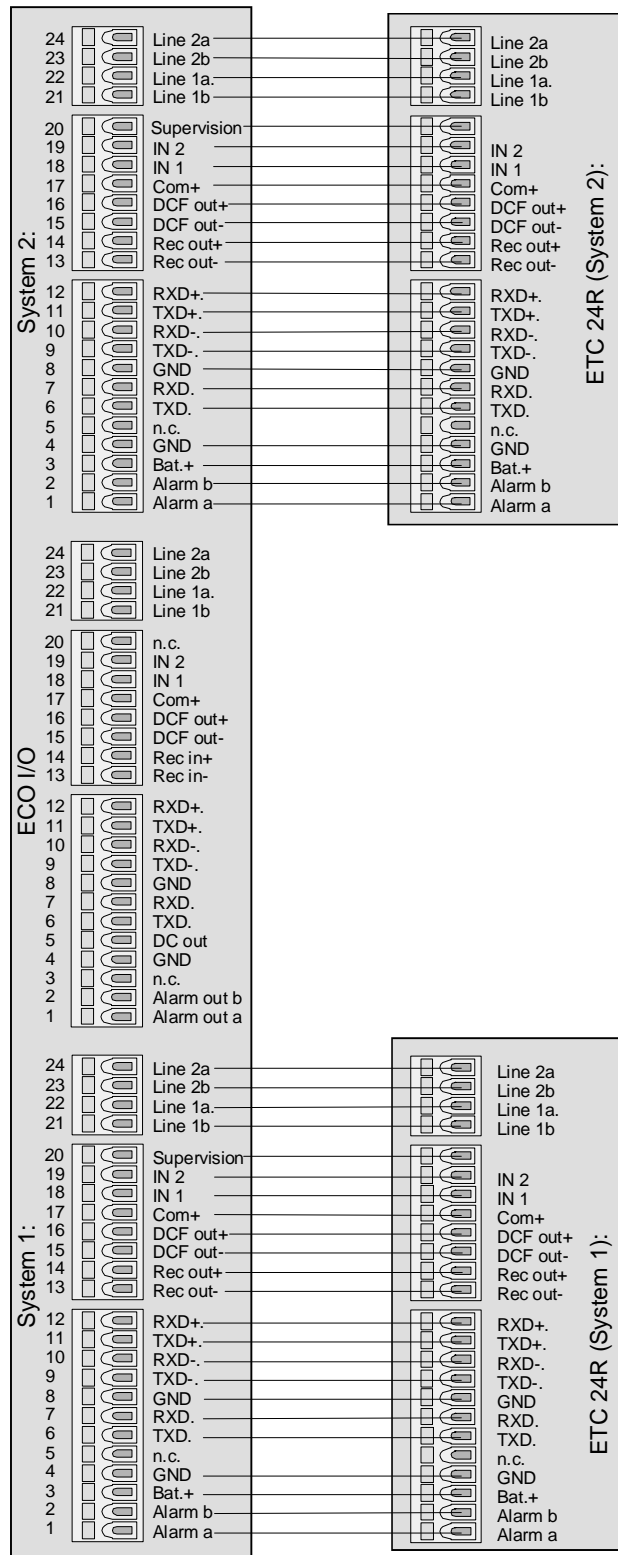 System 2:
24 Line 2a
23 Line 2b
22 Line 1a.
21 Line 1b
20 Supervision
19 IN 2
18 IN 1
17 Com+
16 DCF out+
15 DCF out-
14 Rec out+
13 Rec out-
12 RXD+.
11 TXD+.
10 RXD-.
9 TXD-.
8 GND
7 RXD.
6 TXD.
5 n.c.
4 GND
3 Bat.+
2 Alarm b
1 Alarm a
ETC 24R (System 2):
Line 2a
Line 2b
Line 1a.
Line 1b
IN 2
IN 1
Com+
DCF out+
DCF out-
Rec out+
Rec out-
RXD+.
TXD+.
RXD-.
TXD-.
GND
RXD.
TXD.
n.c.
GND
Bat.+
Alarm b
Alarm a
ECO I/O
24 Line 2a
23 Line 2b
22 Line 1a.
21 Line 1b
20 n.c.
19 IN 2
18 IN 1
17 Com+
16 DCF out+
15 DCF out-
14 Rec in+
13 Rec in-
12 RXD+.
11 TXD+.
10 RXD-.
9 TXD-.
8 GND
7 RXD.
6 TXD.
5 DC out
4 GND
3 n.c.
2 Alarm out b
1 Alarm out a
System 1:
24 Line 2a
23 Line 2b
22 Line 1a.
21 Line 1b
20 Supervision
19 IN 2
18 IN 1
17 Com+
16 DCF out+
15 DCF out-
14 Rec out+
13 Rec out-
12 RXD+.
11 TXD+.
10 RXD-.
9 TXD-.
8 GND
7 RXD.
6 TXD.
5 n.c.
4 GND
3 Bat.+
2 Alarm b
1 Alarm a
ETC 24R (System 1):
Line 2a
Line 2b
Line 1a.
Line 1b
IN 2
IN 1
Com+
DCF out+
DCF out-
Rec out+
Rec out-
RXD+.
TXD+.
RXD-.
TXD-.
GND
RXD.
TXD.
n.c.
GND
Bat.+
Alarm b
Alarm a